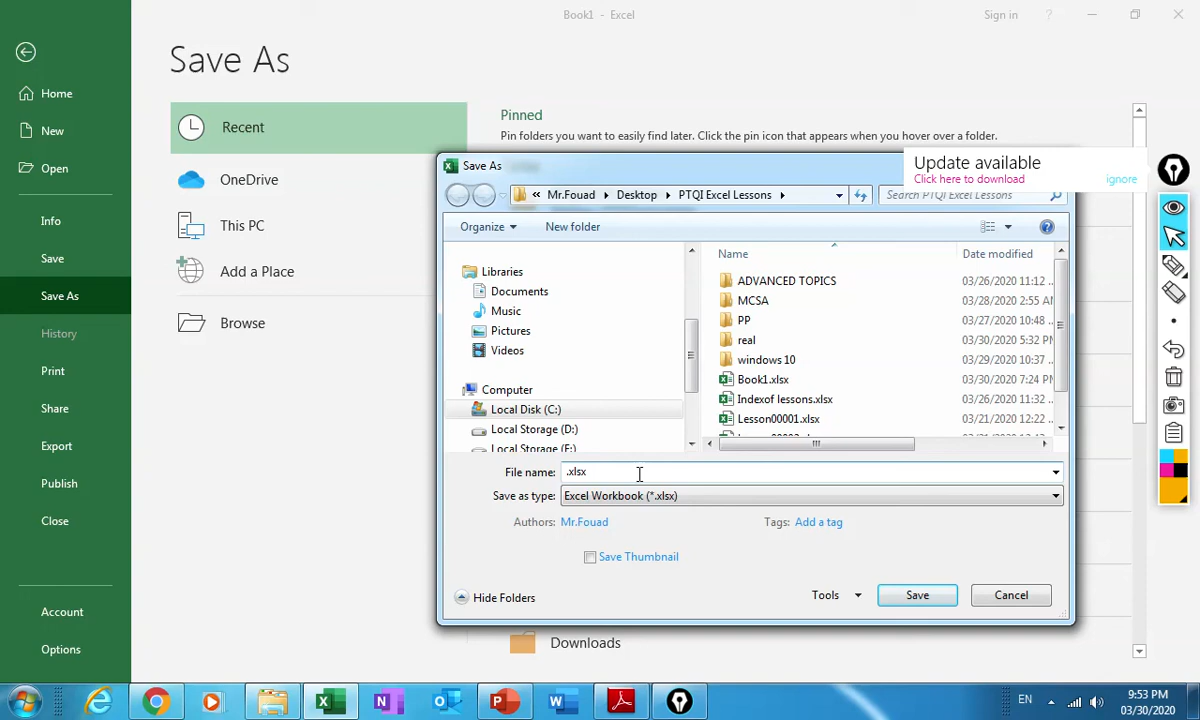 Book1 - Excel
Sign in
?
Save As
Home
New
Open
Info
Save
Save As
History
Print
Share
Export
Publish
Close
Account
Options
Recent
OneDrive
This PC
Add a Place
Browse
Pinned
Pin folders you want to easily find later. Click the pin icon that appears when you hover over a folder.
Update available
Click here to download
ignore
Save As
« Mr.Fouad Desktop PTQI Excel Lessons
Search PTQI Excel Lessons
Organize
New folder
?
Libraries
Documents
Music
Pictures
Videos
Computer
Local Disk (C:)
Local Storage (D:)
Local Storage (E:)
Name Date modified
ADVANCED TOPICS 03/26/2020 11:12 ...
MCSA 03/28/2020 2:55 AM
PP 03/27/2020 10:48 ...
real 03/30/2020 5:32 PM
windows 10 03/29/2020 10:37 ...
Book1.xlsx 03/30/2020 7:24 PM
Indexof lessons.xlsx 03/26/2020 11:32 ...
Lesson00001.xlsx 03/21/2020 12:22 ...
File name: .xlsx
Save as type: Excel Workbook (*.xlsx)
Authors: Mr.Fouad
Tags: Add a tag
Save Thumbnail
Hide Folders
Tools
Save
Cancel
Downloads
EN
9:53 PM
03/30/2020